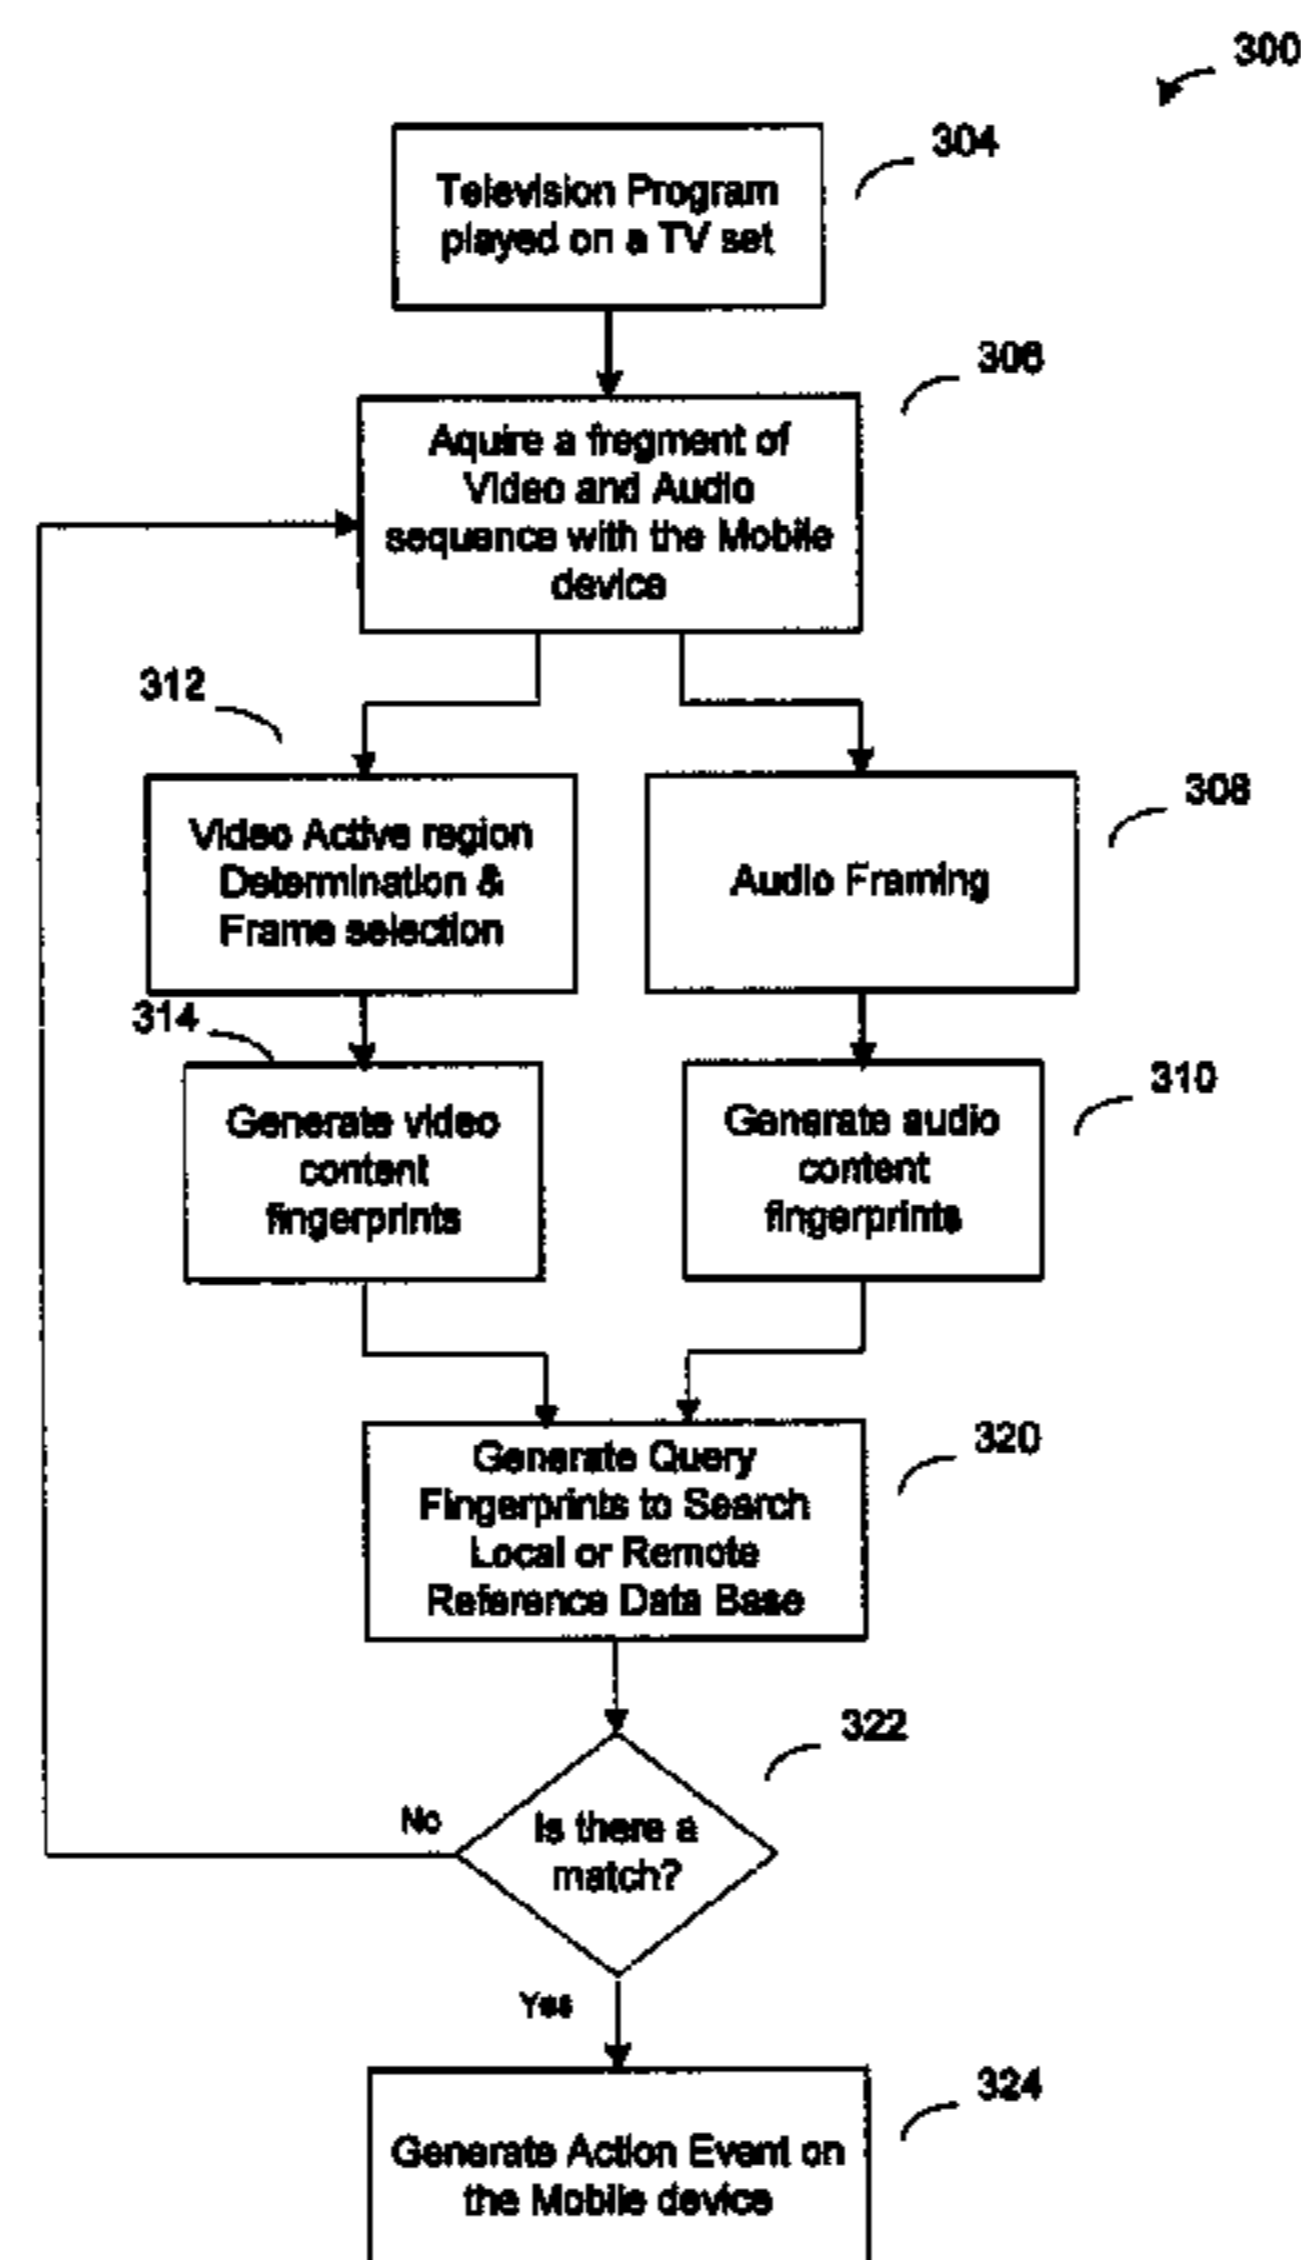 300
304
Television Program
played on a TV set
306
Aquire a fregment of
Video and Audio
sequence with the Mobile
device
312
308
Video Active region
Determination &
Frame selection
Audio Framing
314
310
Generate video
content
fingerprints
Generate audio
content
fingerprints
320
Generate Query
Fingerprints to Search
Local or Remote
Reference Data Base
322
No
Is there a
match?
Yes
324
Generate Action Event on
the Mobile device